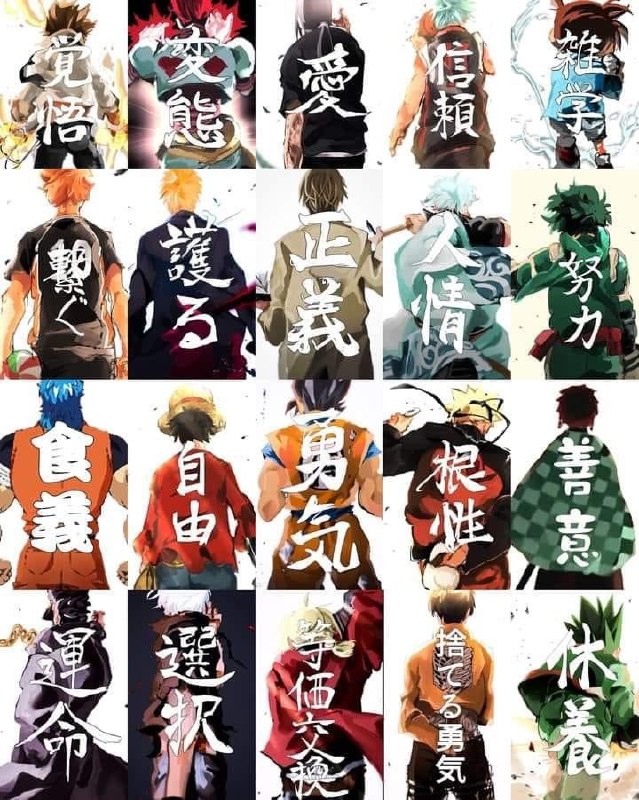 覚悟
変態
愛
信頼
雑学
繋ぐ
護る
正義
人情
努力
食義
自由
勇気
根性
善意
運命
選択
等価交換
捨てる勇気
休養